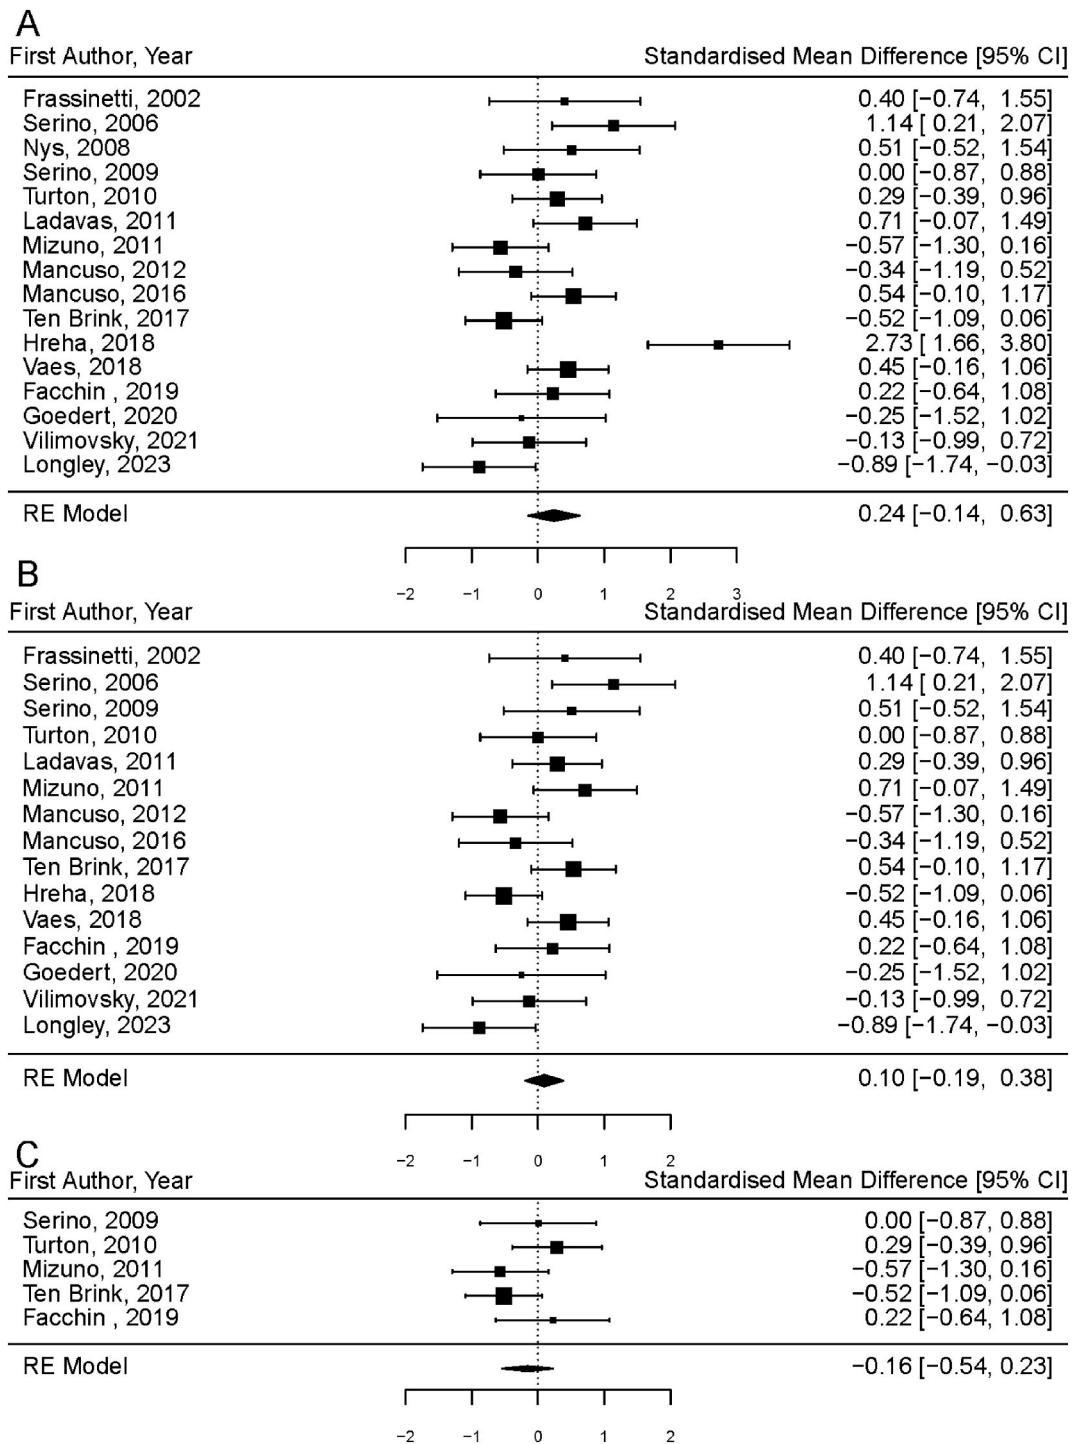 A
First Author, Year Standardised Mean Difference [95% CI]
Frassinetti, 2002 0.40 [−0.74, 1.55]
Serino, 2006 1.14 [ 0.21, 2.07]
Nys, 2008 0.51 [−0.52, 1.54]
Serino, 2009 0.00 [−0.87, 0.88]
Turton, 2010 0.29 [−0.39, 0.96]
Ladavas, 2011 0.71 [−0.07, 1.49]
Mizuno, 2011 −0.57 [−1.30, 0.16]
Mancuso, 2012 −0.34 [−1.19, 0.52]
Mancuso, 2016 0.54 [−0.10, 1.17]
Ten Brink, 2017 −0.52 [−1.09, 0.06]
Hreha, 2018 2.73 [ 1.66, 3.80]
Vaes, 2018 0.45 [−0.16, 1.06]
Facchin , 2019 0.22 [−0.64, 1.08]
Goedert, 2020 −0.25 [−1.52, 1.02]
Vilimovsky, 2021 −0.13 [−0.99, 0.72]
Longley, 2023 −0.89 [−1.74, −0.03]
RE Model 0.24 [−0.14, 0.63]
−2 −1 0 1 2 3
B
First Author, Year Standardised Mean Difference [95% CI]
Frassinetti, 2002 0.40 [−0.74, 1.55]
Serino, 2006 1.14 [ 0.21, 2.07]
Serino, 2009 0.51 [−0.52, 1.54]
Turton, 2010 0.00 [−0.87, 0.88]
Ladavas, 2011 0.29 [−0.39, 0.96]
Mizuno, 2011 0.71 [−0.07, 1.49]
Mancuso, 2012 −0.57 [−1.30, 0.16]
Mancuso, 2016 −0.34 [−1.19, 0.52]
Ten Brink, 2017 0.54 [−0.10, 1.17]
Hreha, 2018 −0.52 [−1.09, 0.06]
Vaes, 2018 0.45 [−0.16, 1.06]
Facchin , 2019 0.22 [−0.64, 1.08]
Goedert, 2020 −0.25 [−1.52, 1.02]
Vilimovsky, 2021 −0.13 [−0.99, 0.72]
Longley, 2023 −0.89 [−1.74, −0.03]
RE Model 0.10 [−0.19, 0.38]
−2 −1 0 1 2
C
First Author, Year Standardised Mean Difference [95% CI]
Serino, 2009 0.00 [−0.87, 0.88]
Turton, 2010 0.29 [−0.39, 0.96]
Mizuno, 2011 −0.57 [−1.30, 0.16]
Ten Brink, 2017 −0.52 [−1.09, 0.06]
Facchin , 2019 0.22 [−0.64, 1.08]
RE Model −0.16 [−0.54, 0.23]
−2 −1 0 1 2